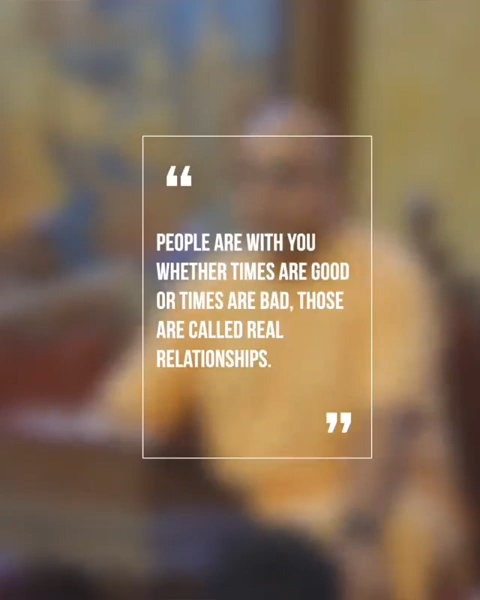 “
PEOPLE ARE WITH YOU
WHETHER TIMES ARE GOOD
OR TIMES ARE BAD, THOSE
ARE CALLED REAL
RELATIONSHIPS.
”